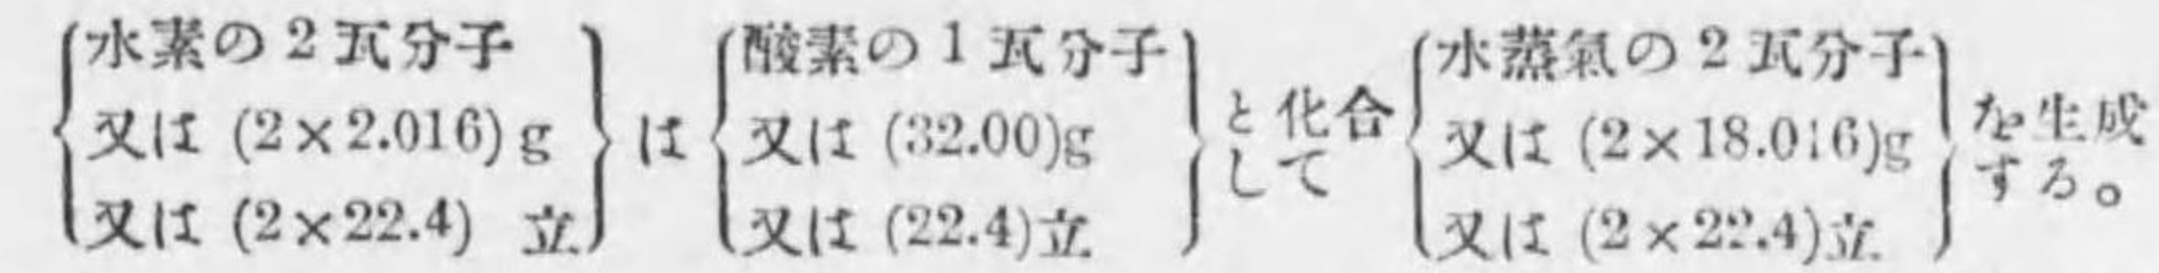 水素の2瓦分子
又は (2×2.016) g
又は (2×22.4) 立
は
酸素の1瓦分子
又は (32.00)g
又は (22.4)立
と化合
して
水蒸氣の2瓦分子
又は (2×18.016)g
又は (2×22.4)立
を生成
する。